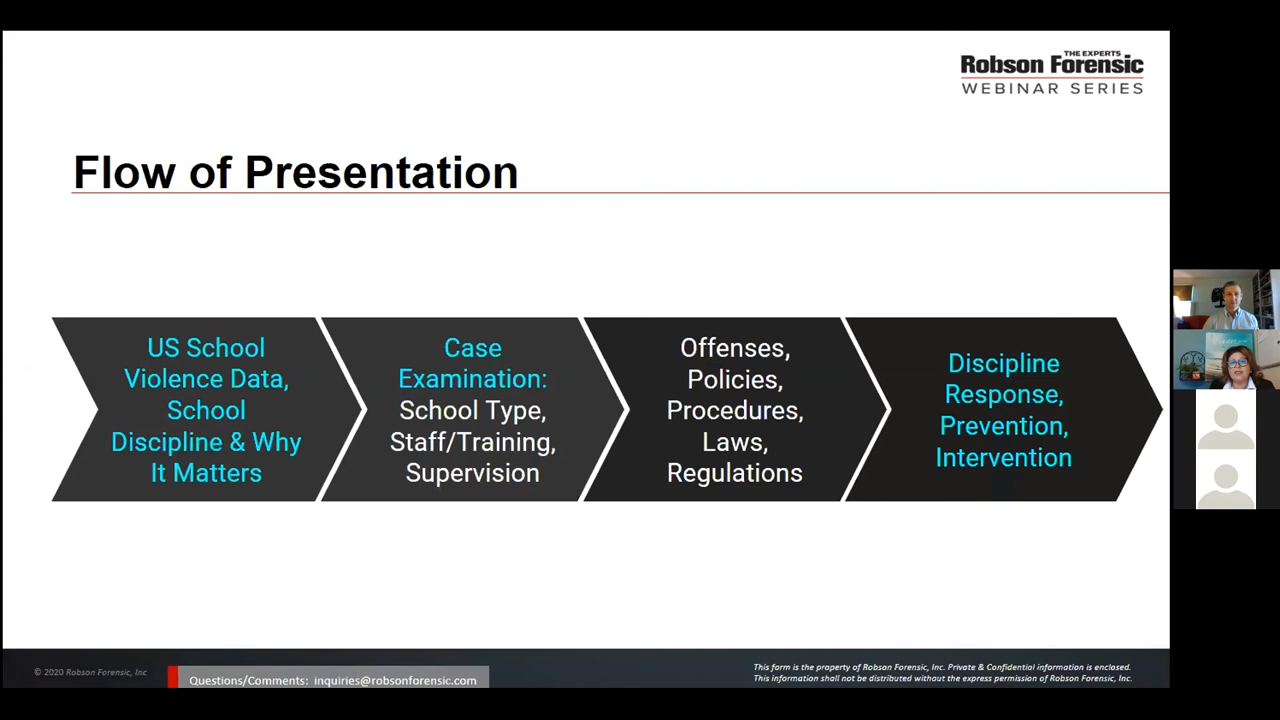 THE EXPERTS
Robson Forensic
WEBINAR SERIES
Flow of Presentation
US School
Violence Data,
School
Discipline & Why
It Matters
Case
Examination:
School Type,
Staff/Training,
Supervision
Offenses,
Policies,
Procedures,
Laws,
Regulations
Discipline
Response,
Prevention,
Intervention
© 2020 Robson Forensic, Inc
Questions/Comments: inquiries@robsonforensic.com
This form is the property of Robson Forensic, Inc. Private & Confidential information is enclosed.
This information shall not be distributed without the express permission of Robson Forensic, Inc.